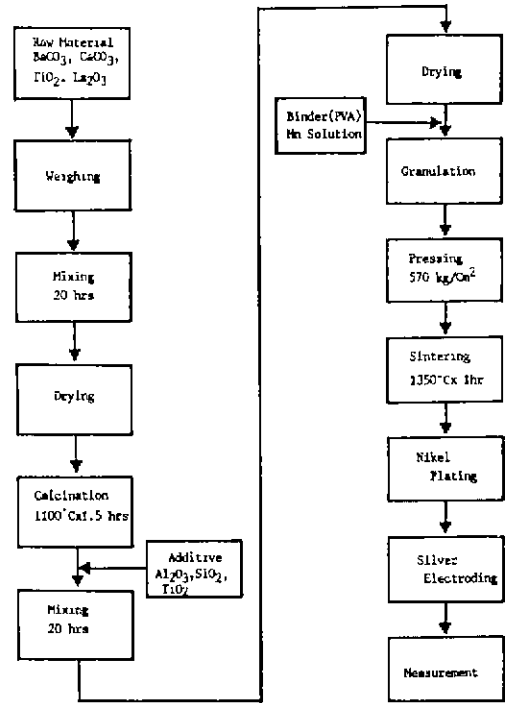 Raw Material
BaCO3, CaCO3,
TiO2. La2O3
Weighing
Mixing
20 hrs
Drying
Calcination
1100°Cx1.5 hrs
Additive
Al2O3,SiO2,
TiO2
Mixing
20 hrs
Drying
Binder(PVA)
Mn Solution
Granulation
Pressing
570 kg/Cm2
Sintering
1350°Cx 1hr
Nikel
Plating
Silver
Electroding
Measurement